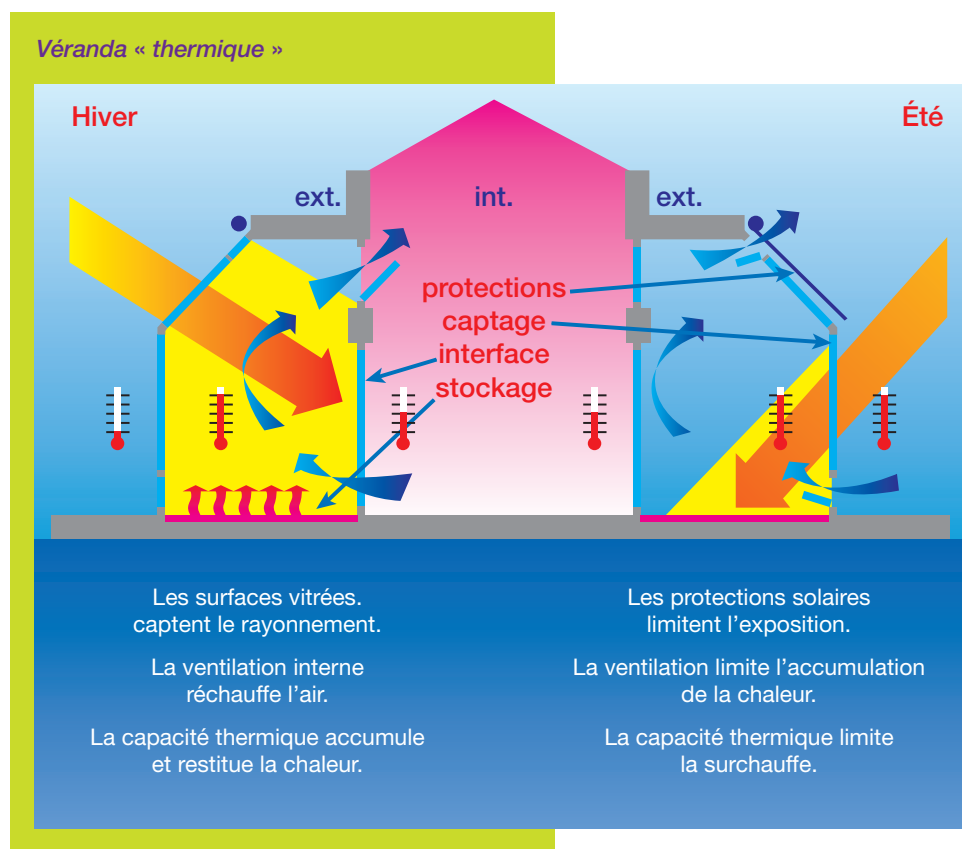 Véranda « thermique »
Hiver
Été
ext.
int.
ext.
protections
captage
interface
stockage
Les surfaces vitrées.
captent le rayonnement.
La ventilation interne
réchauffe l'air.
La capacité thermique accumule
et restitue la chaleur.
Les protections solaires
limitent l'exposition.
La ventilation limite l'accumulation
de la chaleur.
La capacité thermique limite
la surchauffe.